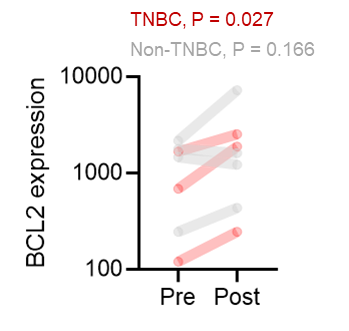 TNBC, P = 0.027
Non-TNBC, P = 0.166
10000
1000
100
BCL2 expression
Pre Post